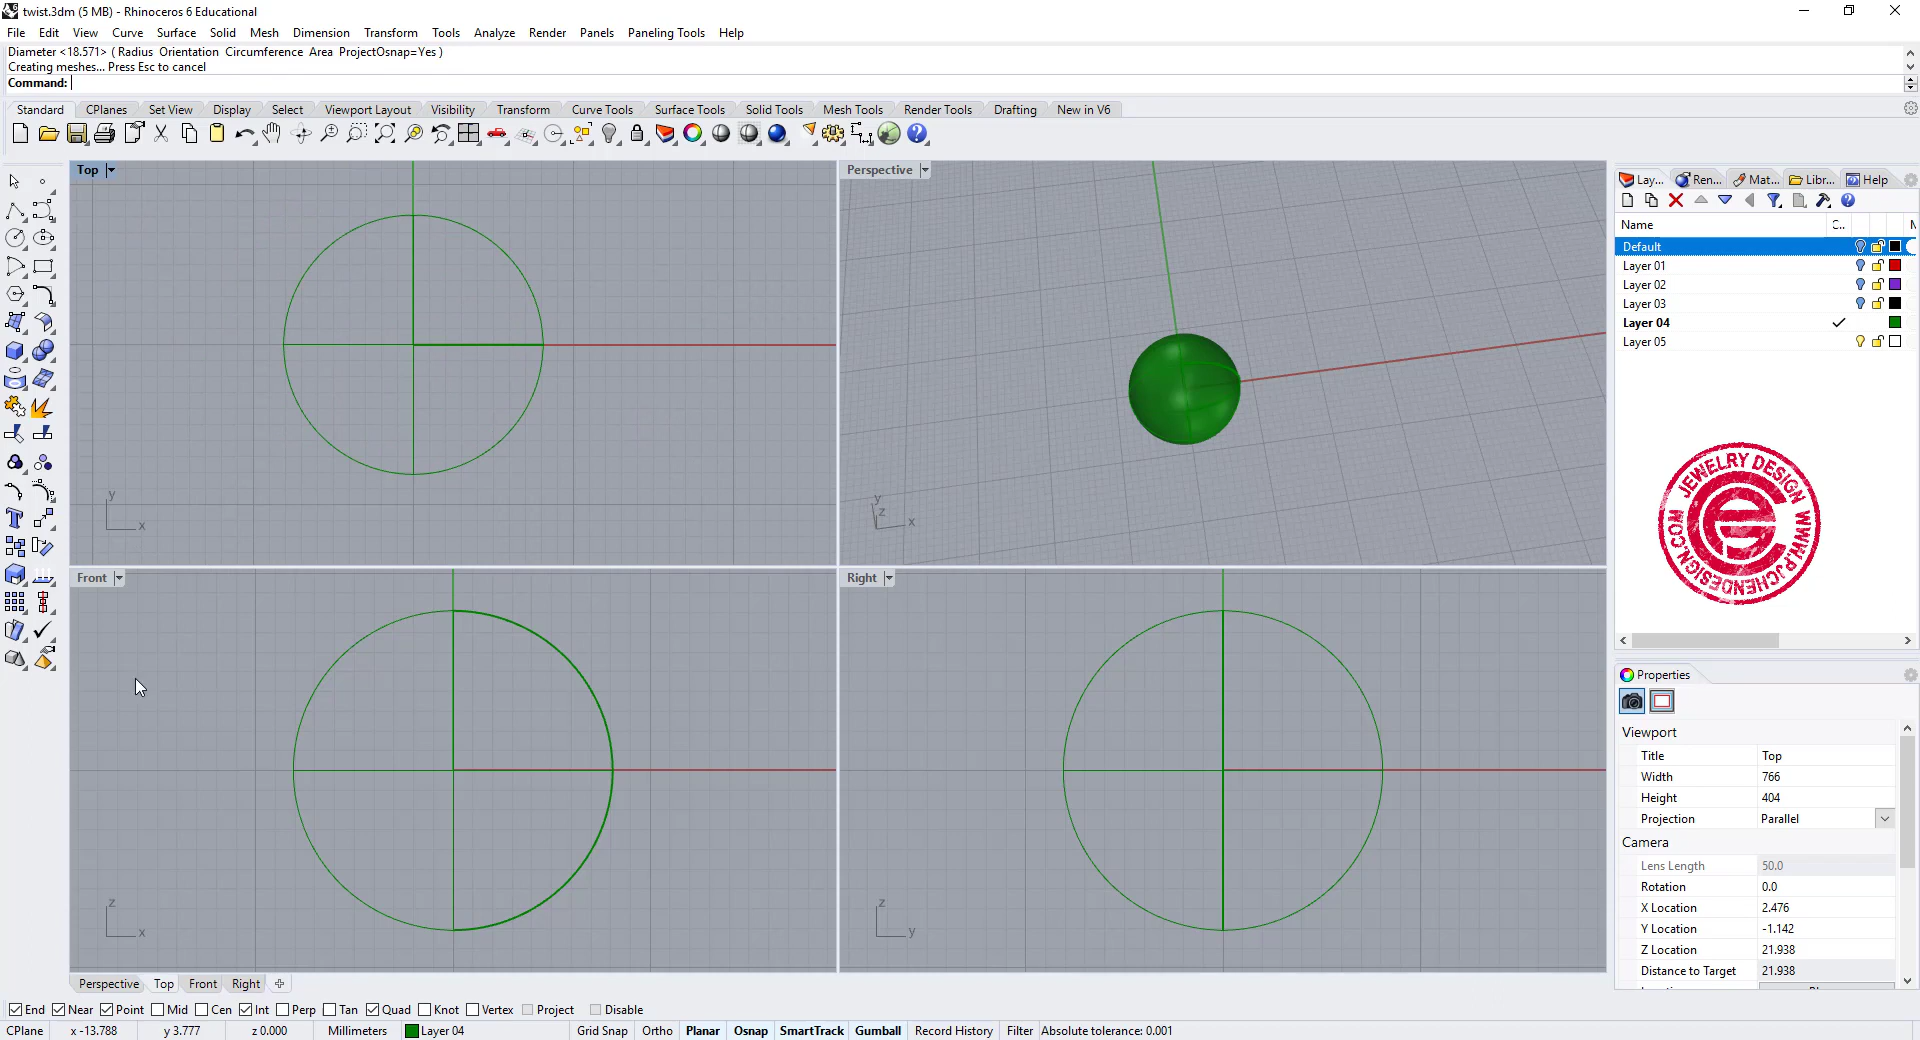 twist.3dm (5 MB) - Rhinoceros 6 Educational
File Edit View Curve Surface Solid Mesh Dimension Transform Tools Analyze Render Panels Paneling Tools Help
Diameter <18.571> ( Radius Orientation Circumference Area ProjectOsnap=Yes )
Creating meshes... Press Esc to cancel
Command:
Standard CPlanes Set View Display Select Viewport Layout Visibility Transform Curve Tools Surface Tools Solid Tools Mesh Tools Render Tools Drafting New in V6
Top
Perspective
Lay... Ren... Mat... Libr... Help
Name C..
Default
Layer 01
Layer 02
Layer 03
Layer 04
Layer 05
y x
y z x
JEWELRY DESIGN WWW.PJCHENDESIGN.COM
Front
Right
z x
z y
Properties
Viewport
Title Top
Width 766
Height 404
Projection Parallel
Camera
Lens Length 50.0
Rotation 0.0
X Location 2.476
Y Location -1.142
Z Location 21.938
Distance to Target 21.938
Perspective Top Front Right
End Near Point Mid Cen Int Perp Tan Quad Knot Vertex Project Disable
CPlane x -13.788 y 3.777 z 0.000 Millimeters Layer 04 Grid Snap Ortho Planar Osnap SmartTrack Gumball Record History Filter Absolute tolerance: 0.001